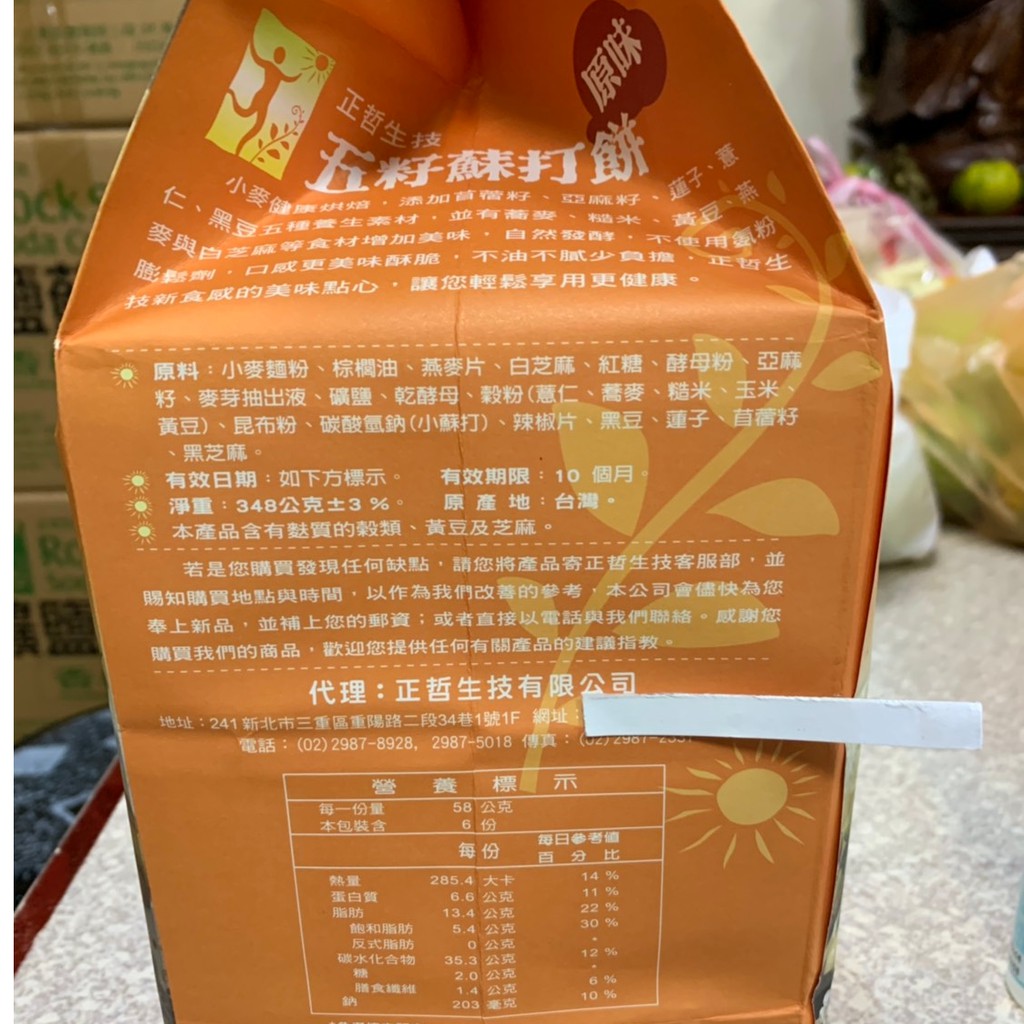 原味
正哲生技
五籽蘇打餅
小麥健康烘焙，添加苜蓿籽、亞麻籽、蓮子、薏
仁、黑豆五種養生素材，並有蕎麥、糙米、黃豆、燕
麥與白芝麻等食材增加美味，自然發酵，不使用氨粉
膨鬆劑，口感更美味酥脆，不油不膩少負擔，正哲生
技新食感的美味點心，讓您輕鬆享用更健康。
原料：小麥麵粉、棕櫚油、燕麥片、白芝麻、紅糖、酵母粉、亞麻
籽、麥芽抽出液、礦鹽、乾酵母、穀粉(薏仁、蕎麥、糙米、玉米、
黃豆)、昆布粉、碳酸氫鈉(小蘇打)、辣椒片、黑豆、蓮子、苜蓿籽
、黑芝麻。
有效日期：如下方標示。 有效期限：10 個月。
淨重：348公克±3 %。 原產地：台灣。
本產品含有麩質的穀類、黃豆及芝麻。
若是您購買發現任何缺點，請您將產品寄正哲生技客服部，並
賜知購買地點與時間，以作為我們改善的參考，本公司會儘快為您
奉上新品，並補上您的郵資；或者直接以電話與我們聯絡。感謝您
購買我們的商品，歡迎您提供任何有關產品的建議指教。
代理：正哲生技有限公司
地址：241新北市三重區重陽路二段34巷1號1F 網址：
電話：(02)2987-8928, 2987-5018 傳真：(02)2987-
營養標示
每一份量 58 公克
本包裝含 6 份
每份 每日參考值
百分比
熱量 285.4 大卡 14 %
蛋白質 6.6 公克 11 %
脂肪 13.4 公克 22 %
飽和脂肪 5.4 公克 30 %
反式脂肪 0 公克 *
碳水化合物 35.3 公克 12 %
糖 2.0 公克 *
膳食纖維 1.4 公克 6 %
鈉 203 毫克 10 %